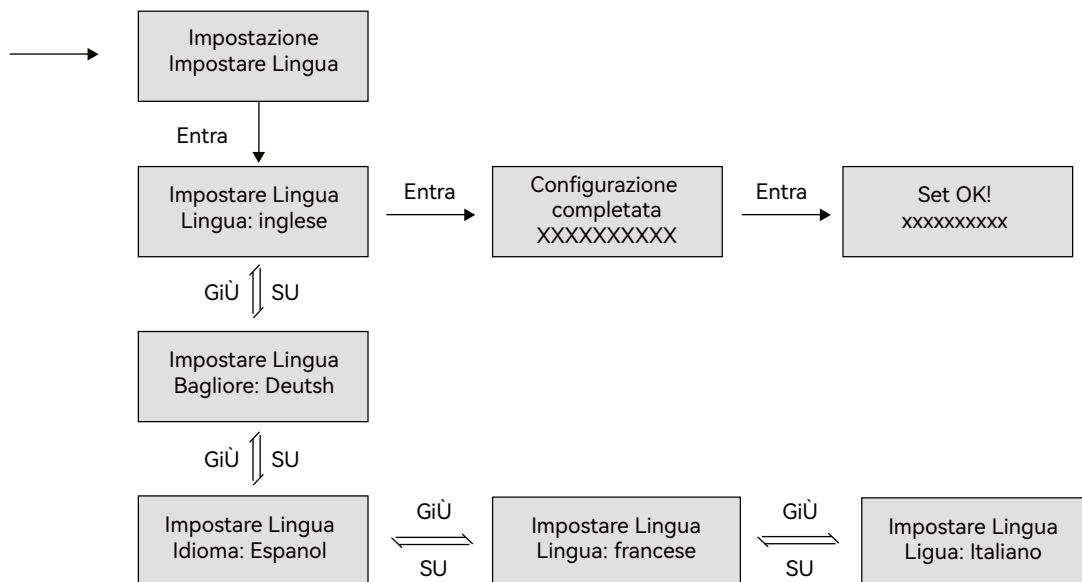 Impostazione
Impostare Lingua
Entra
Impostare Lingua
Lingua: inglese
Entra
Configurazione
completata
XXXXXXXXXX
Entra
Set OK!
xxxxxxxxxx
GiÙ
SU
Impostare Lingua
Bagliore: Deutsh
GiÙ
SU
Impostare Lingua
Idioma: Espanol
GiÙ
SU
Impostare Lingua
Lingua: francese
GiÙ
SU
Impostare Lingua
Ligua: Italiano